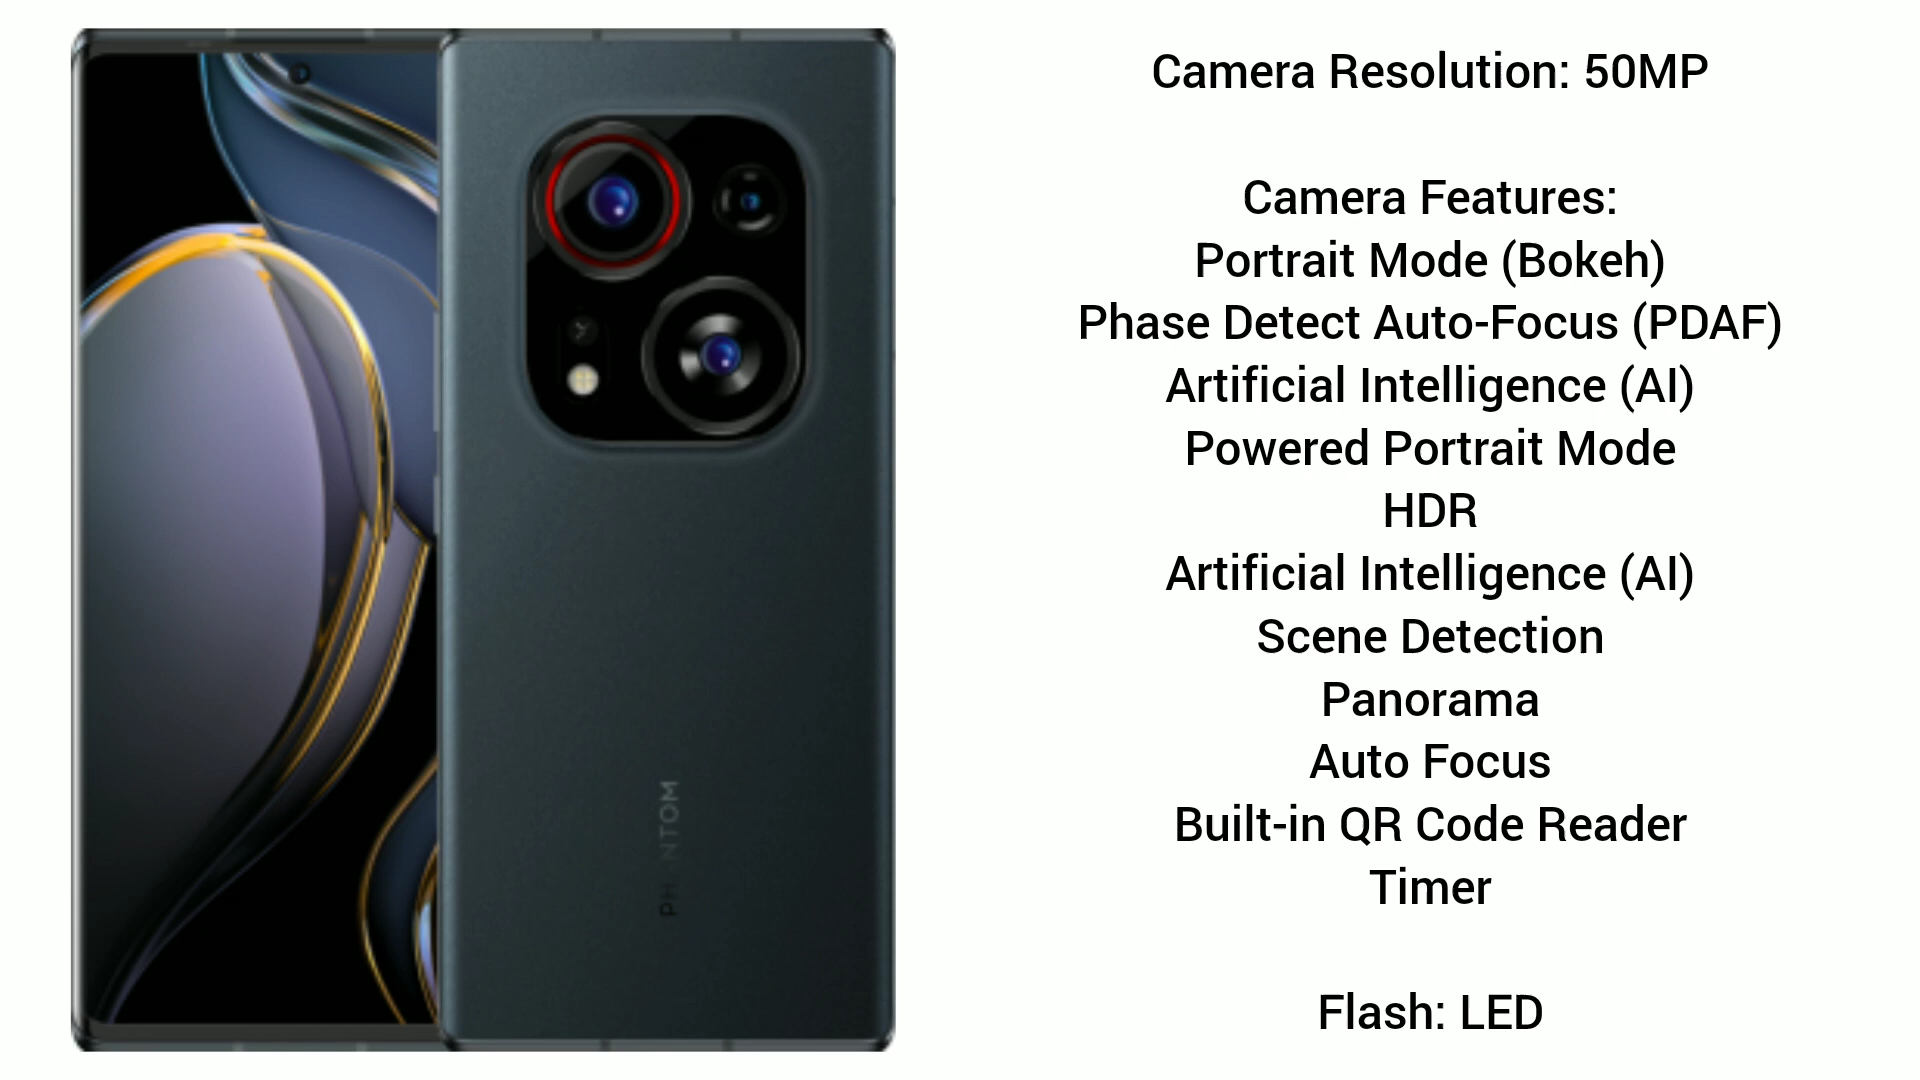 Camera Resolution: 50MP
Camera Features:
Portrait Mode (Bokeh)
Phase Detect Auto-Focus (PDAF)
Artificial Intelligence (AI)
Powered Portrait Mode
HDR
Artificial Intelligence (AI)
Scene Detection
Panorama
Auto Focus
Built-in QR Code Reader
Timer
Flash: LED
PHANTOM